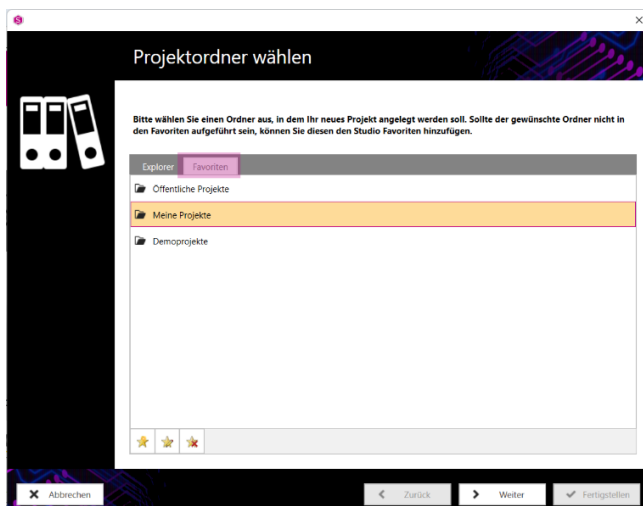 Projektordner wählen
Bitte wählen Sie einen Ordner aus, in dem Ihr neues Projekt angelegt werden soll. Sollte der gewünschte Ordner nicht in
den Favoriten aufgeführt sein, können Sie diesen den Studio Favoriten hinzufügen.
Explorer Favoriten
Öffentliche Projekte
Meine Projekte
Demoprojekte
Abbrechen Zurück Weiter Fertigstellen